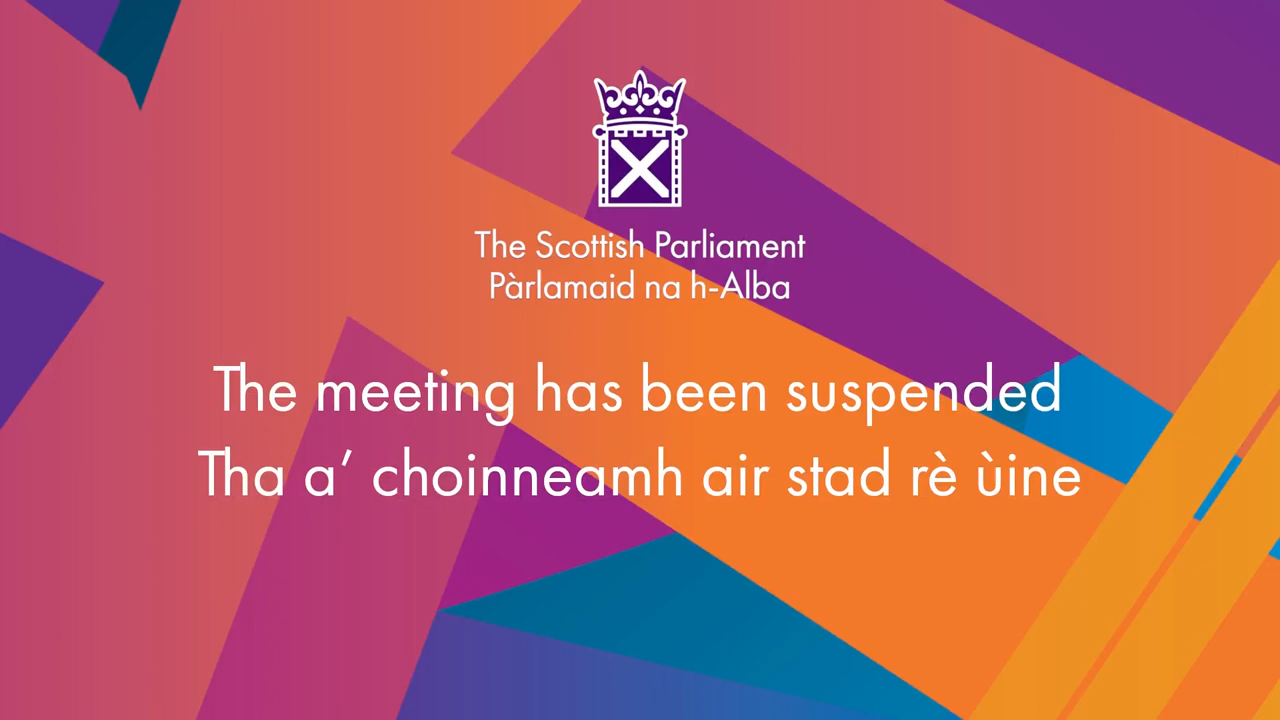 The Scottish Parliament
Pàrlamaid na h-Alba
The meeting has been suspended
Tha a’ choinneamh air stad rè ùine